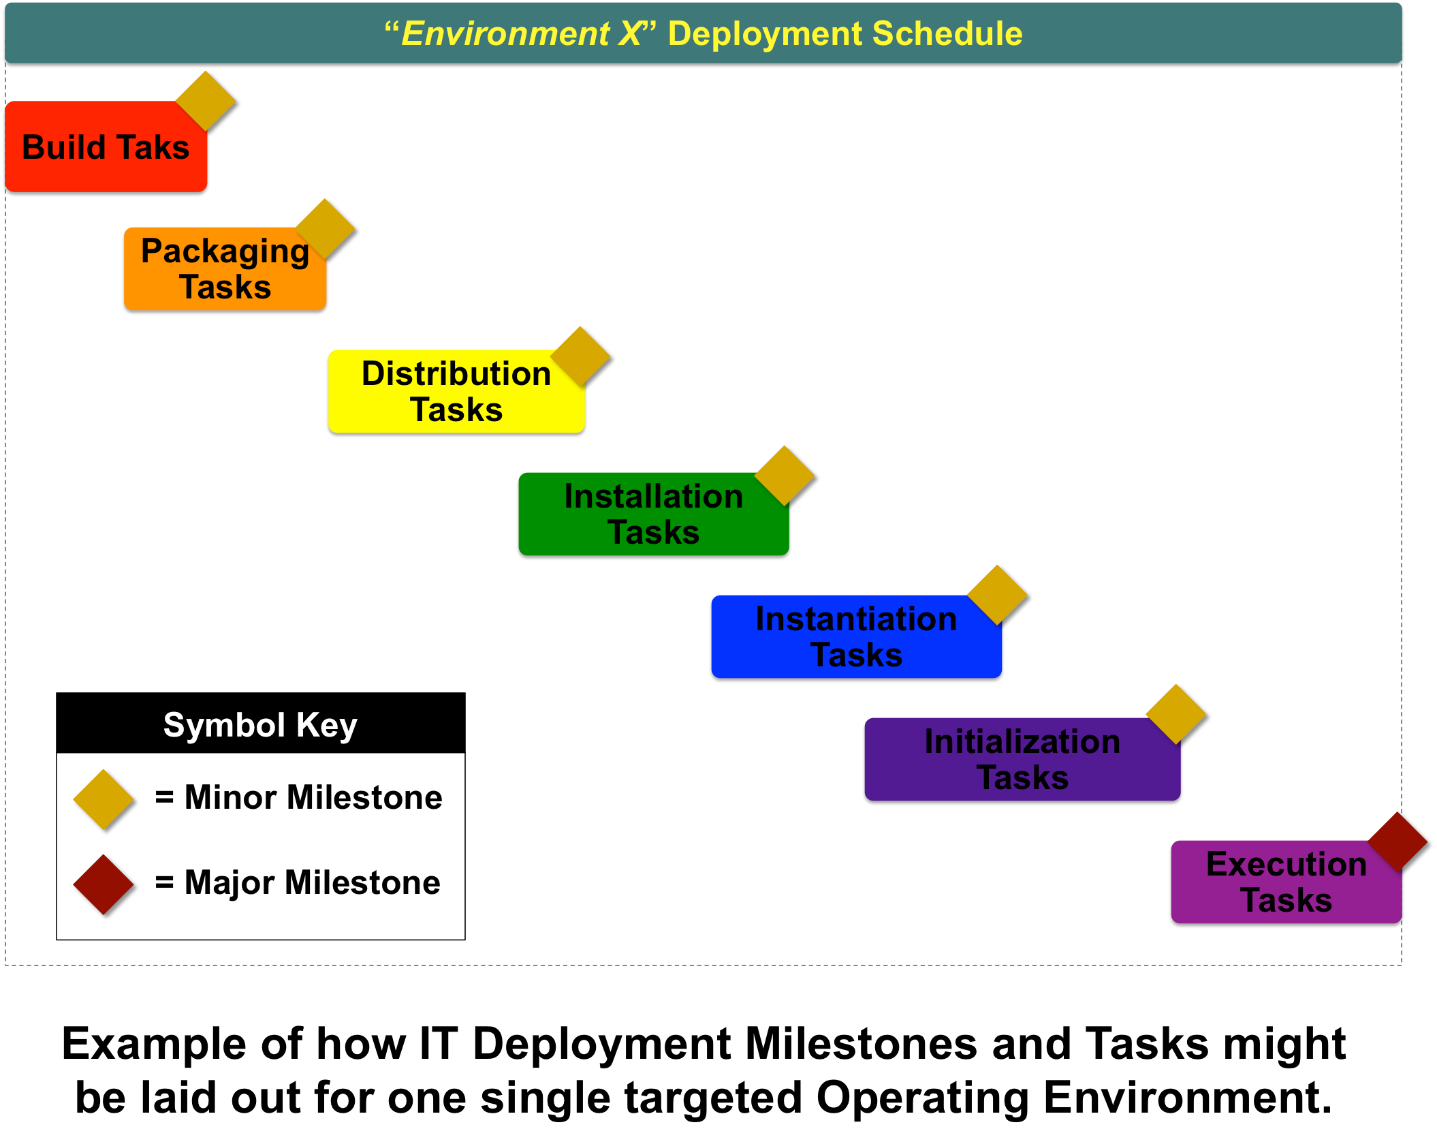 “Environment X” Deployment Schedule
Build Taks
Packaging
Tasks
Distribution
Tasks
Installation
Tasks
Instantiation
Tasks
Initialization
Tasks
Execution
Tasks
Symbol Key
= Minor Milestone
= Major Milestone
Example of how IT Deployment Milestones and Tasks might
be laid out for one single targeted Operating Environment.